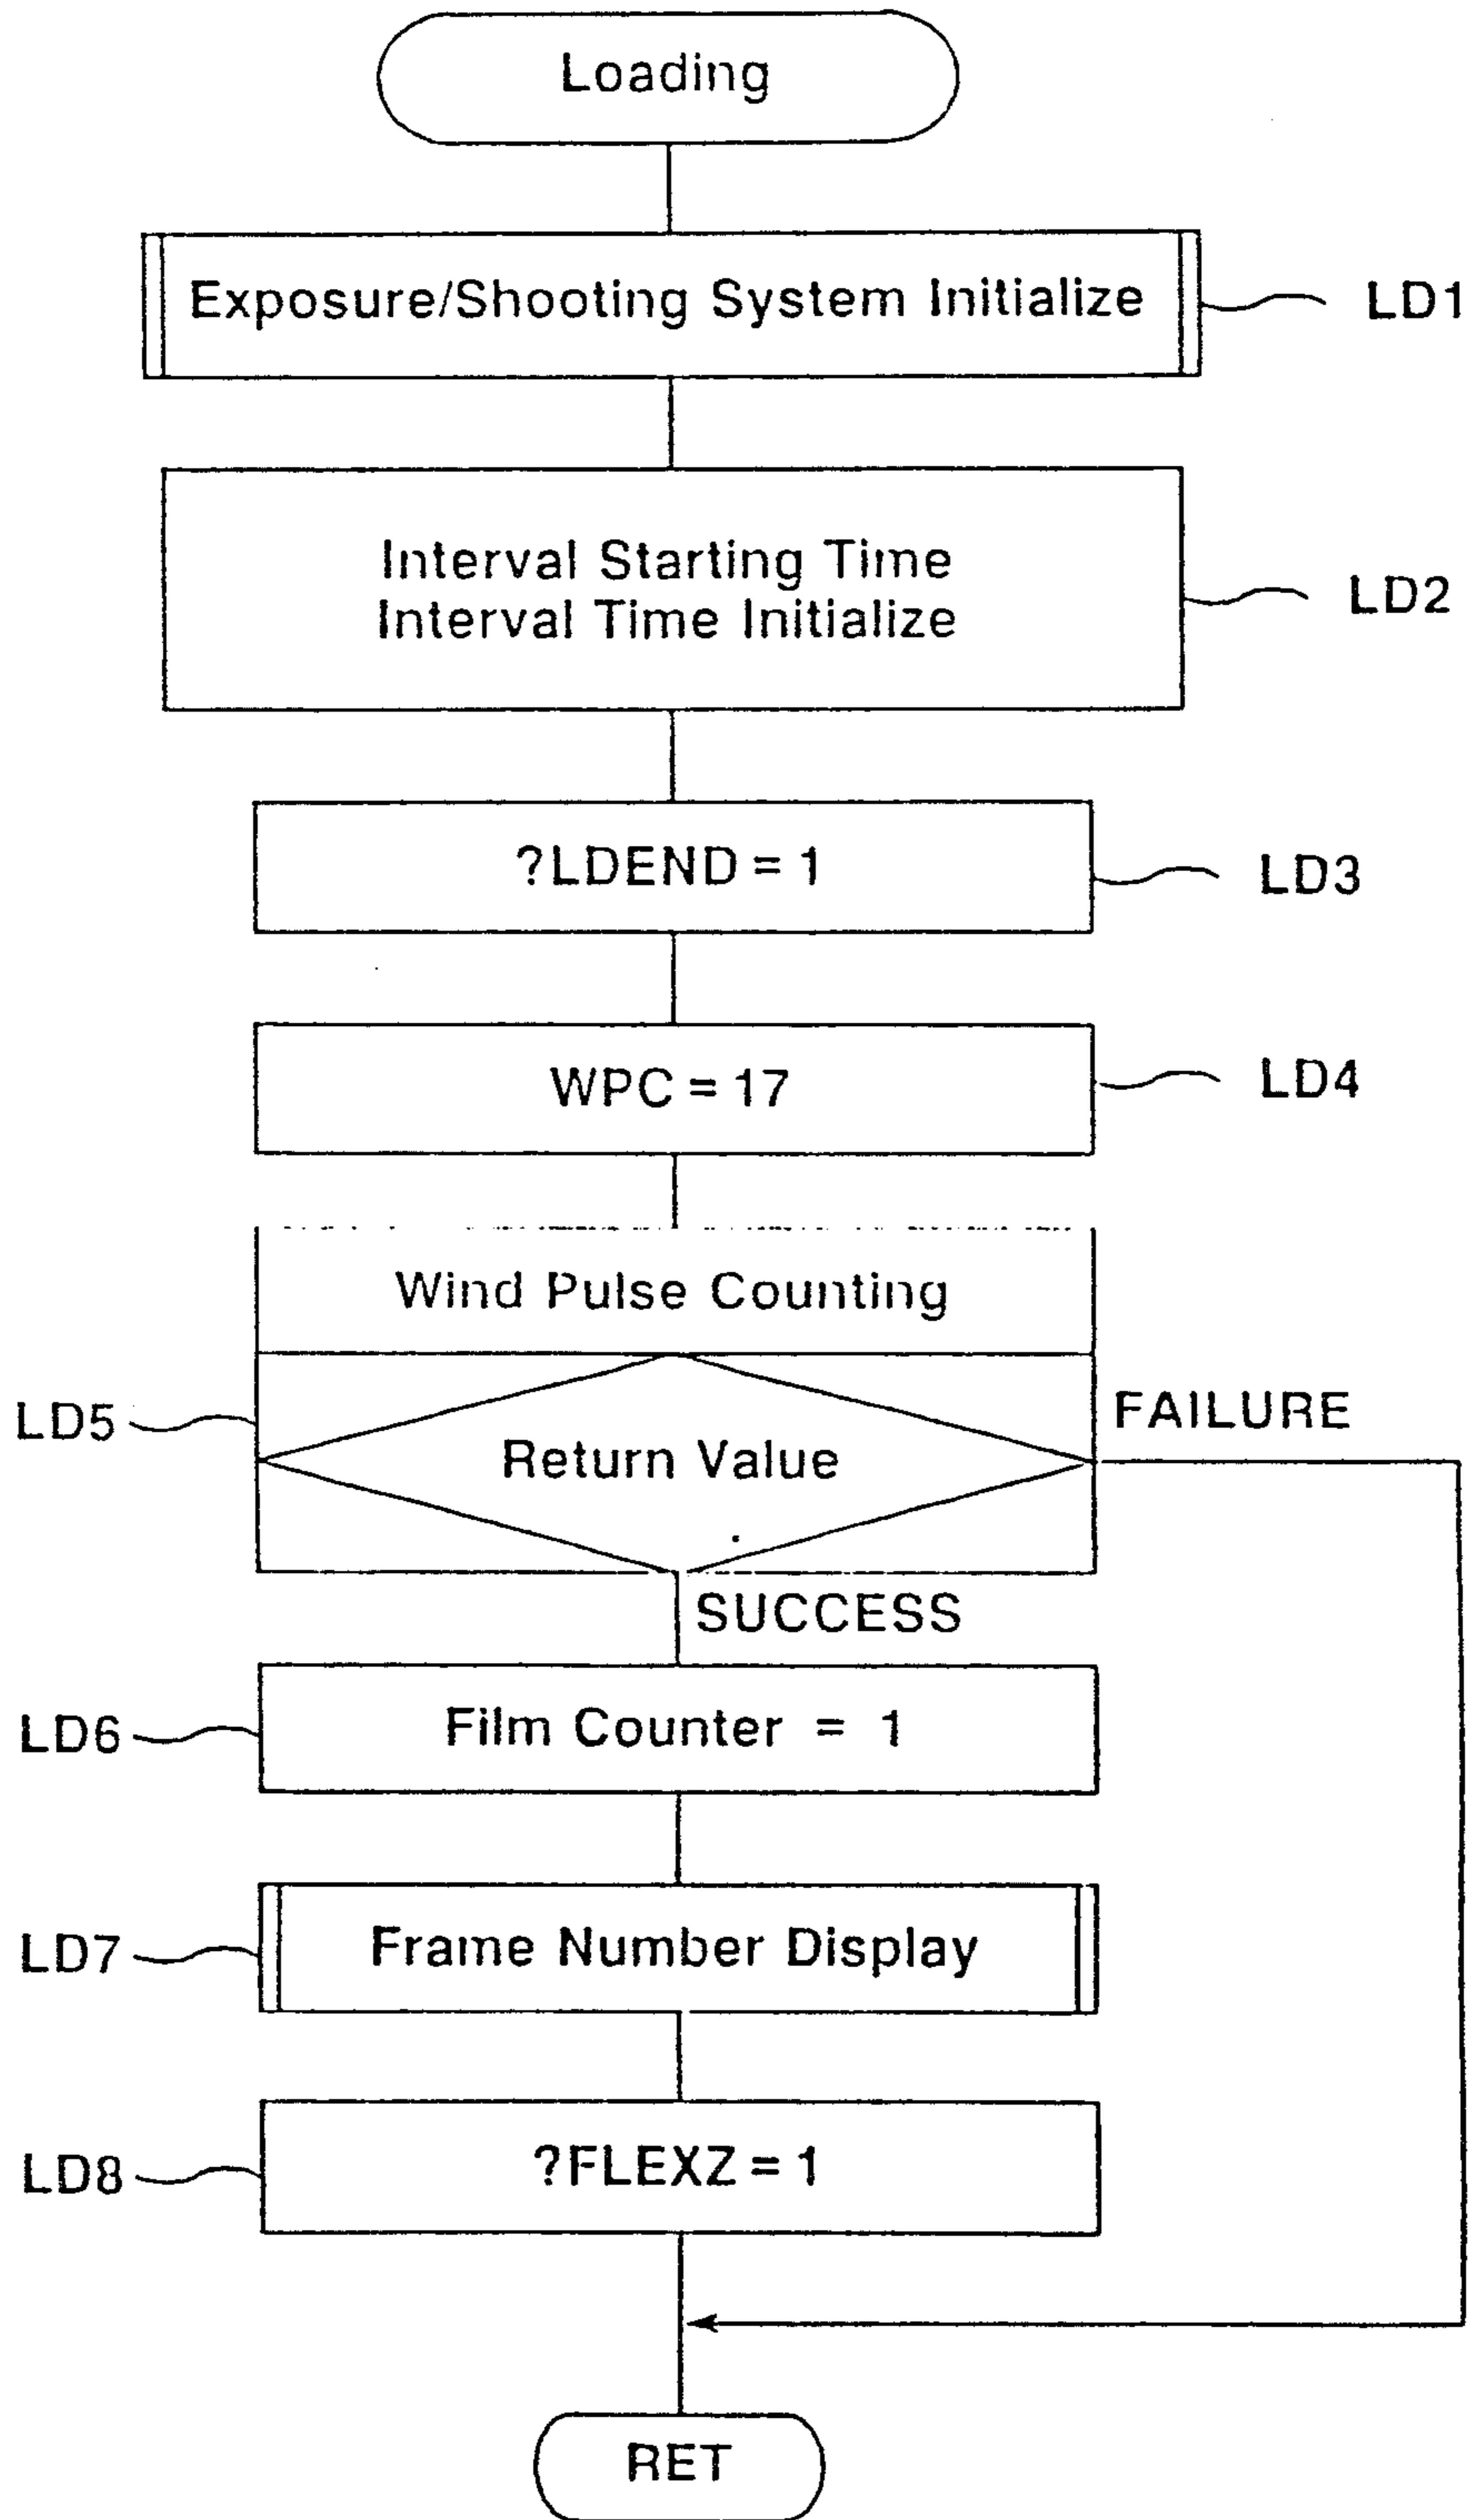 Loading
Exposure/Shooting System Initialize
LD1
Interval Starting Time
Interval Time Initialize
LD2
?LDEND = 1
LD3
WPC = 17
LD4
Wind Pulse Counting
LD5
Return Value
FAILURE
SUCCESS
LD6
Film Counter = 1
LD7
Frame Number Display
LD8
?FLEXZ = 1
RET